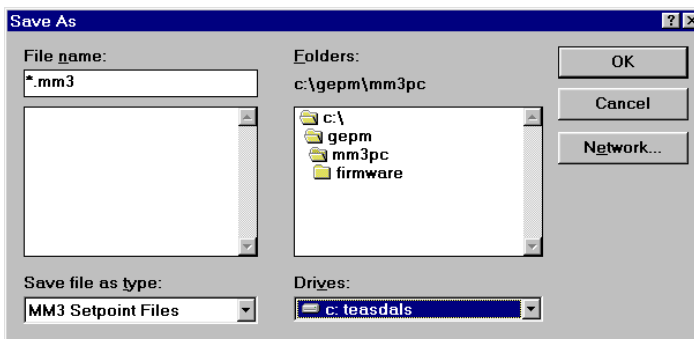 Save As
File name:
*.mm3
Folders:
c:\gepm\mm3pc
c:\
gepm
mm3pc
firmware
OK
Cancel
Network...
Save file as type:
MM3 Setpoint Files
Drives:
c: teasdals